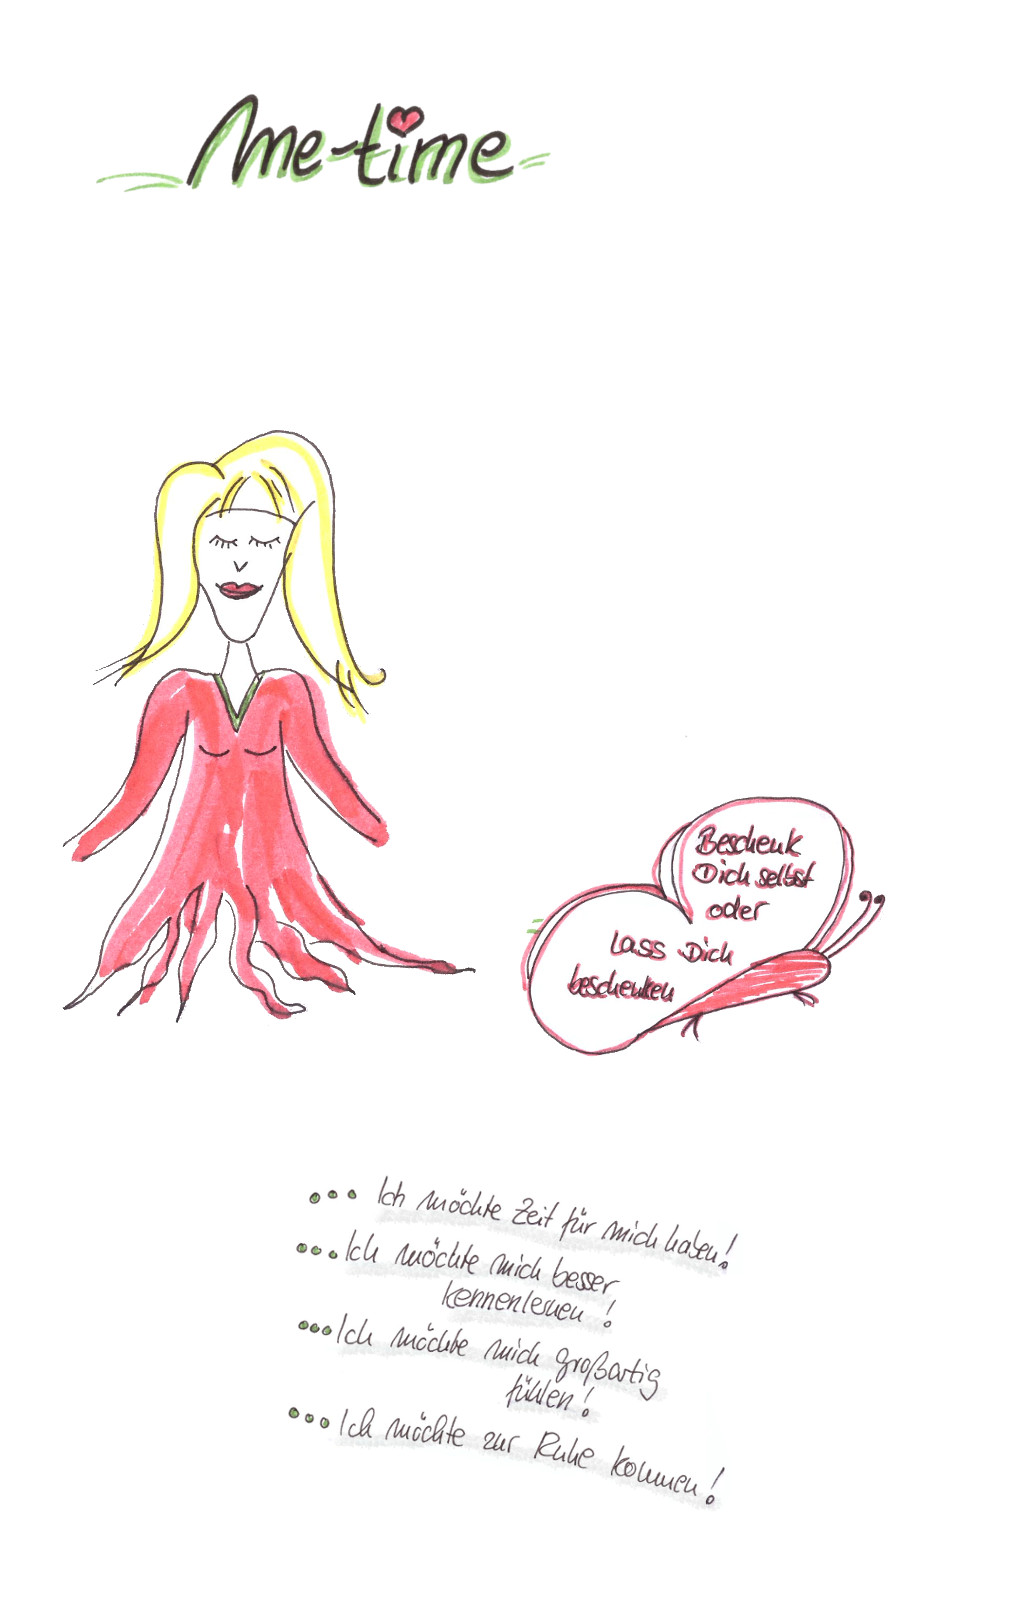 me-time
Beschenk
Dich selbst
oder
lass Dich
beschenken
... Ich möchte Zeit für mich haben!
... Ich möchte mich besser
kennenlernen!
... Ich möchte mich großartig
fühlen!
... Ich möchte zur Ruhe kommen!